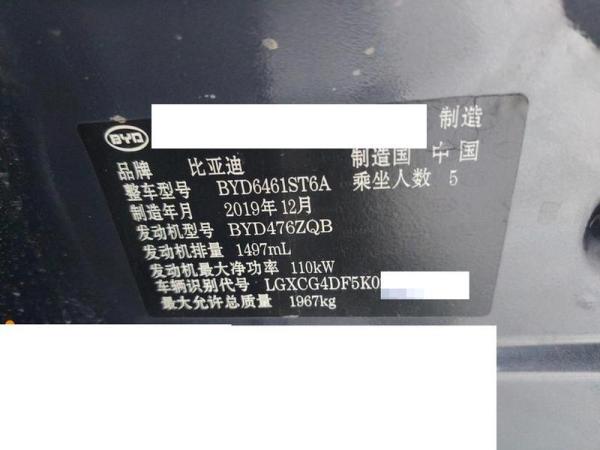 制造
BYD
制造国 中国
品牌 比亚迪
乘坐人数 5
整车型号 BYD6461ST6A
制造年月 2019年12月
发动机型号 BYD476ZQB
发动机排量 1497mL
发动机最大净功率 110kW
车辆识别代号 LGXCG4DF5K0
最大允许总质量 1967kg